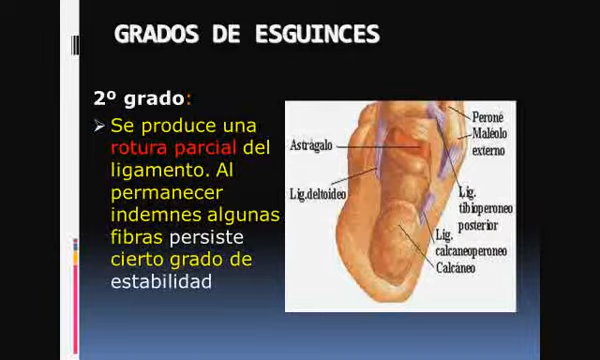 GRADOS DE ESGUINCES
2º grado:
Se produce una
rotura parcial del
ligamento. Al
permanecer
indemnes algunas
fibras persiste
cierto grado de
estabilidad
Astrágalo
Lig.deltoideo
Peroné
Maléolo
externo
Lig.
tibioperoneo
posterior
Lig.
calcaneoperoneo
Calcáneo